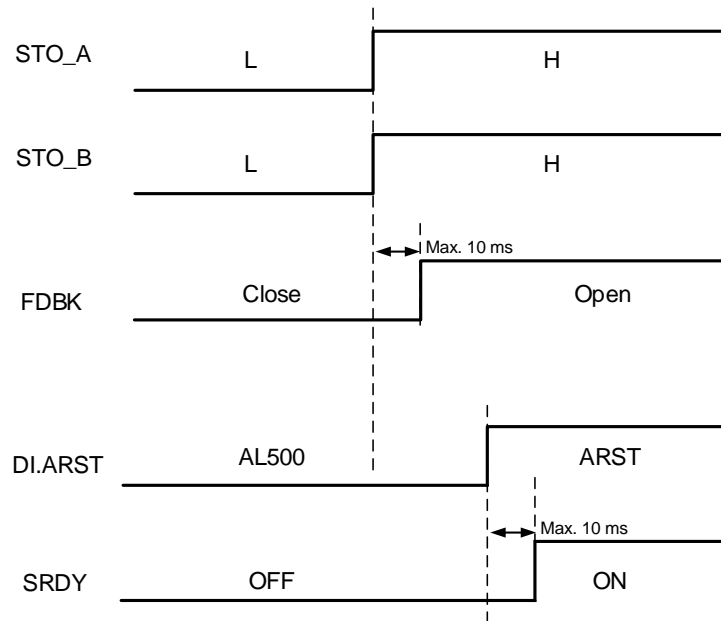 STO_A
L
H
STO_B
L
H
Max. 10 ms
FDBK
Close
Open
DI.ARST
AL500
ARST
Max. 10 ms
SRDY
OFF
ON